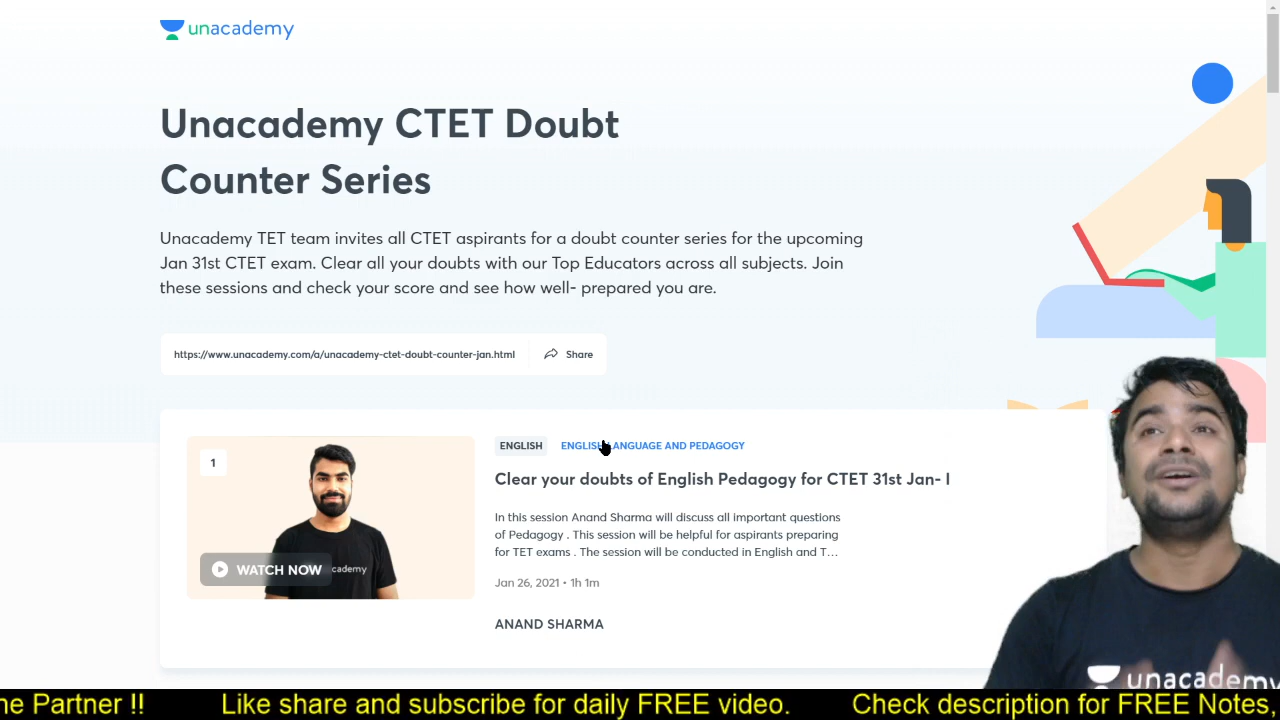 unacademy
Unacademy CTET Doubt
Counter Series
Unacademy TET team invites all CTET aspirants for a doubt counter series for the upcoming
Jan 31st CTET exam. Clear all your doubts with our Top Educators across all subjects. Join
these sessions and check your score and see how well- prepared you are.
https://www.unacademy.com/a/unacademy-ctet-doubt-counter-jan.html
Share
1
WATCH NOW
cademy
ENGLISH
ENGLISH LANGUAGE AND PEDAGOGY
Clear your doubts of English Pedagogy for CTET 31st Jan- I
In this session Anand Sharma will discuss all important questions
of Pedagogy . This session will be helpful for aspirants preparing
for TET exams . The session will be conducted in English and T...
Jan 26, 2021 • 1h 1m
ANAND SHARMA
unacademy
ne Partner !! Like share and subscribe for daily FREE video. Check description for FREE Notes,